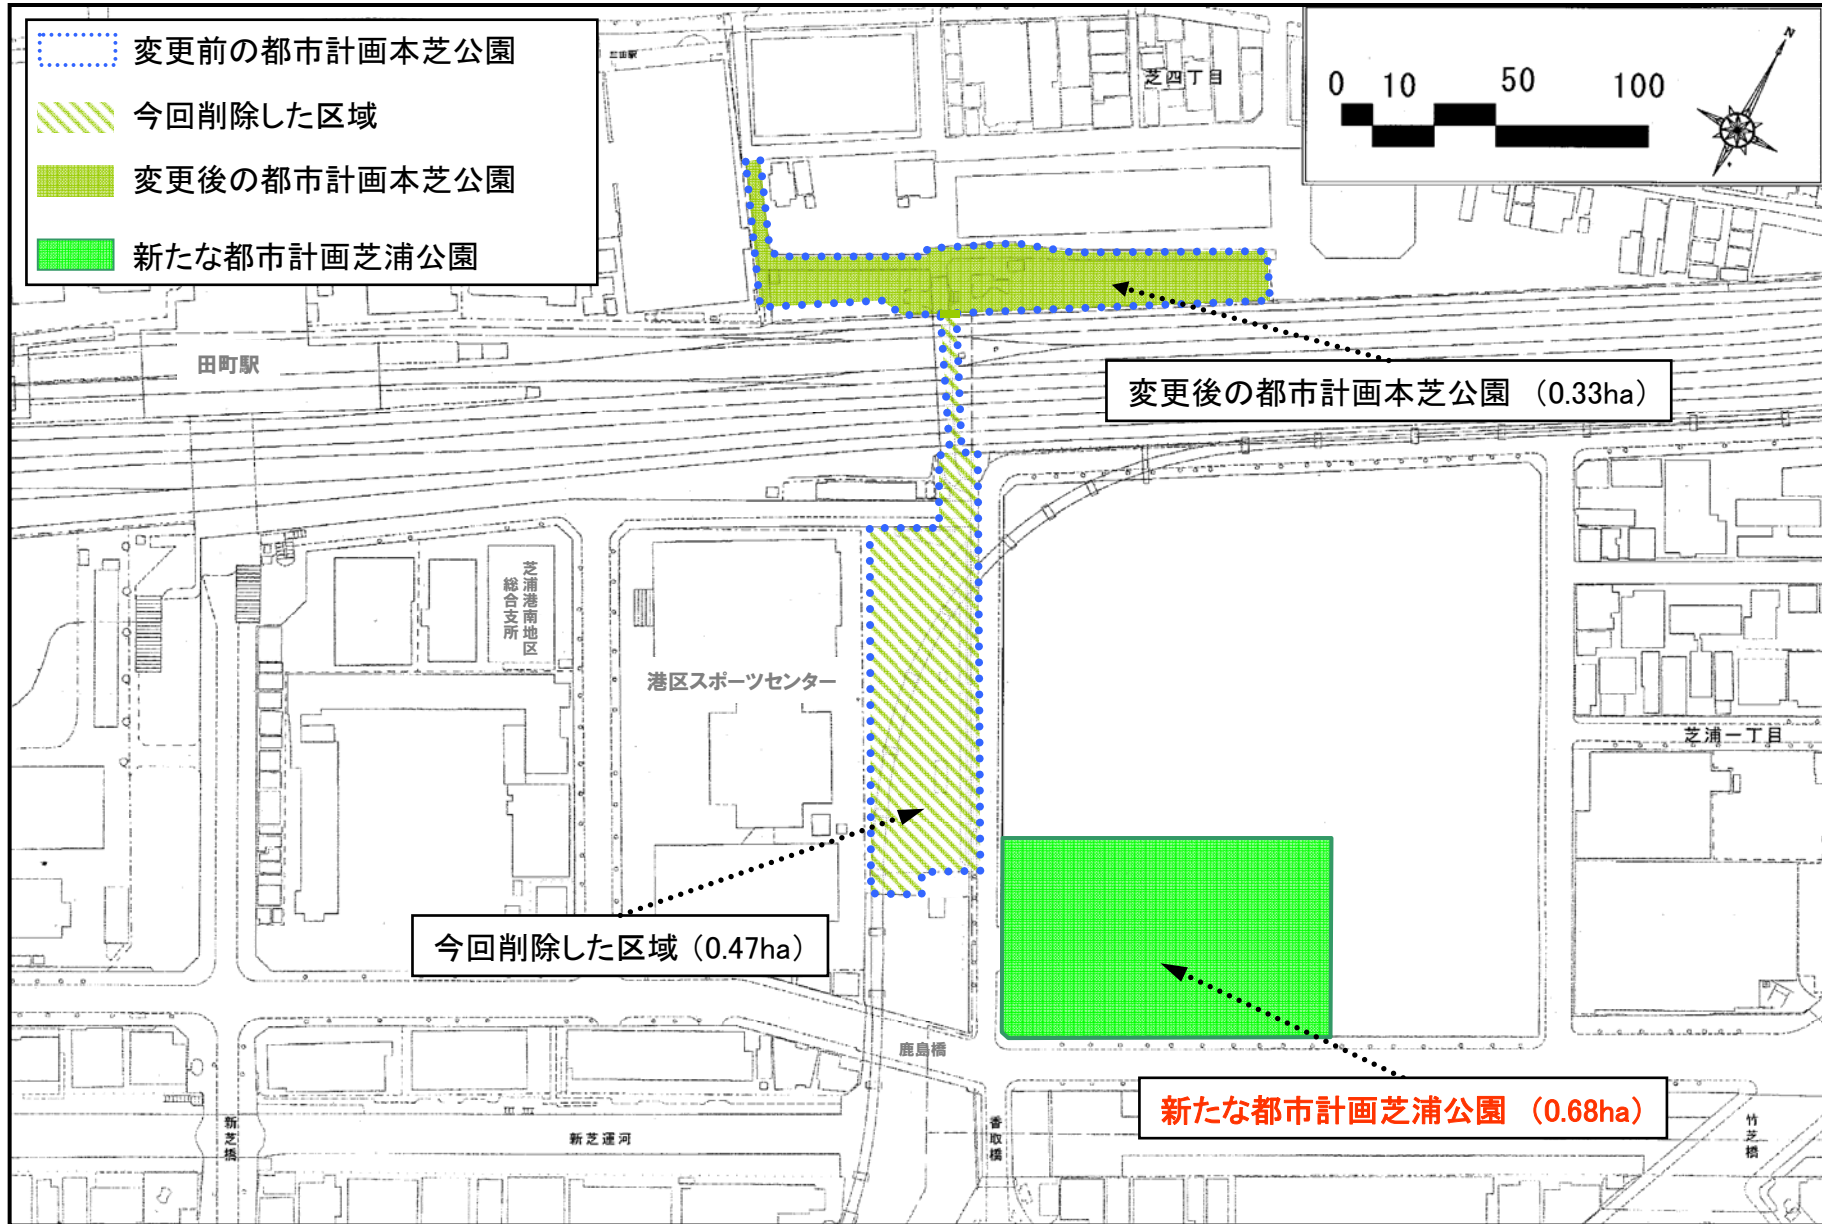 変更前の都市計画本芝公園
今回削除した区域
変更後の都市計画本芝公園
新たな都市計画芝浦公園
三田駅
芝四丁目
0 10 50 100
N
田町駅
変更後の都市計画本芝公園 (0.33ha)
芝浦港南地区
総合支所
港区スポーツセンター
芝浦一丁目
今回削除した区域 (0.47ha)
鹿島橋
新たな都市計画芝浦公園 (0.68ha)
新芝橋
新芝運河
香取橋
竹芝橋